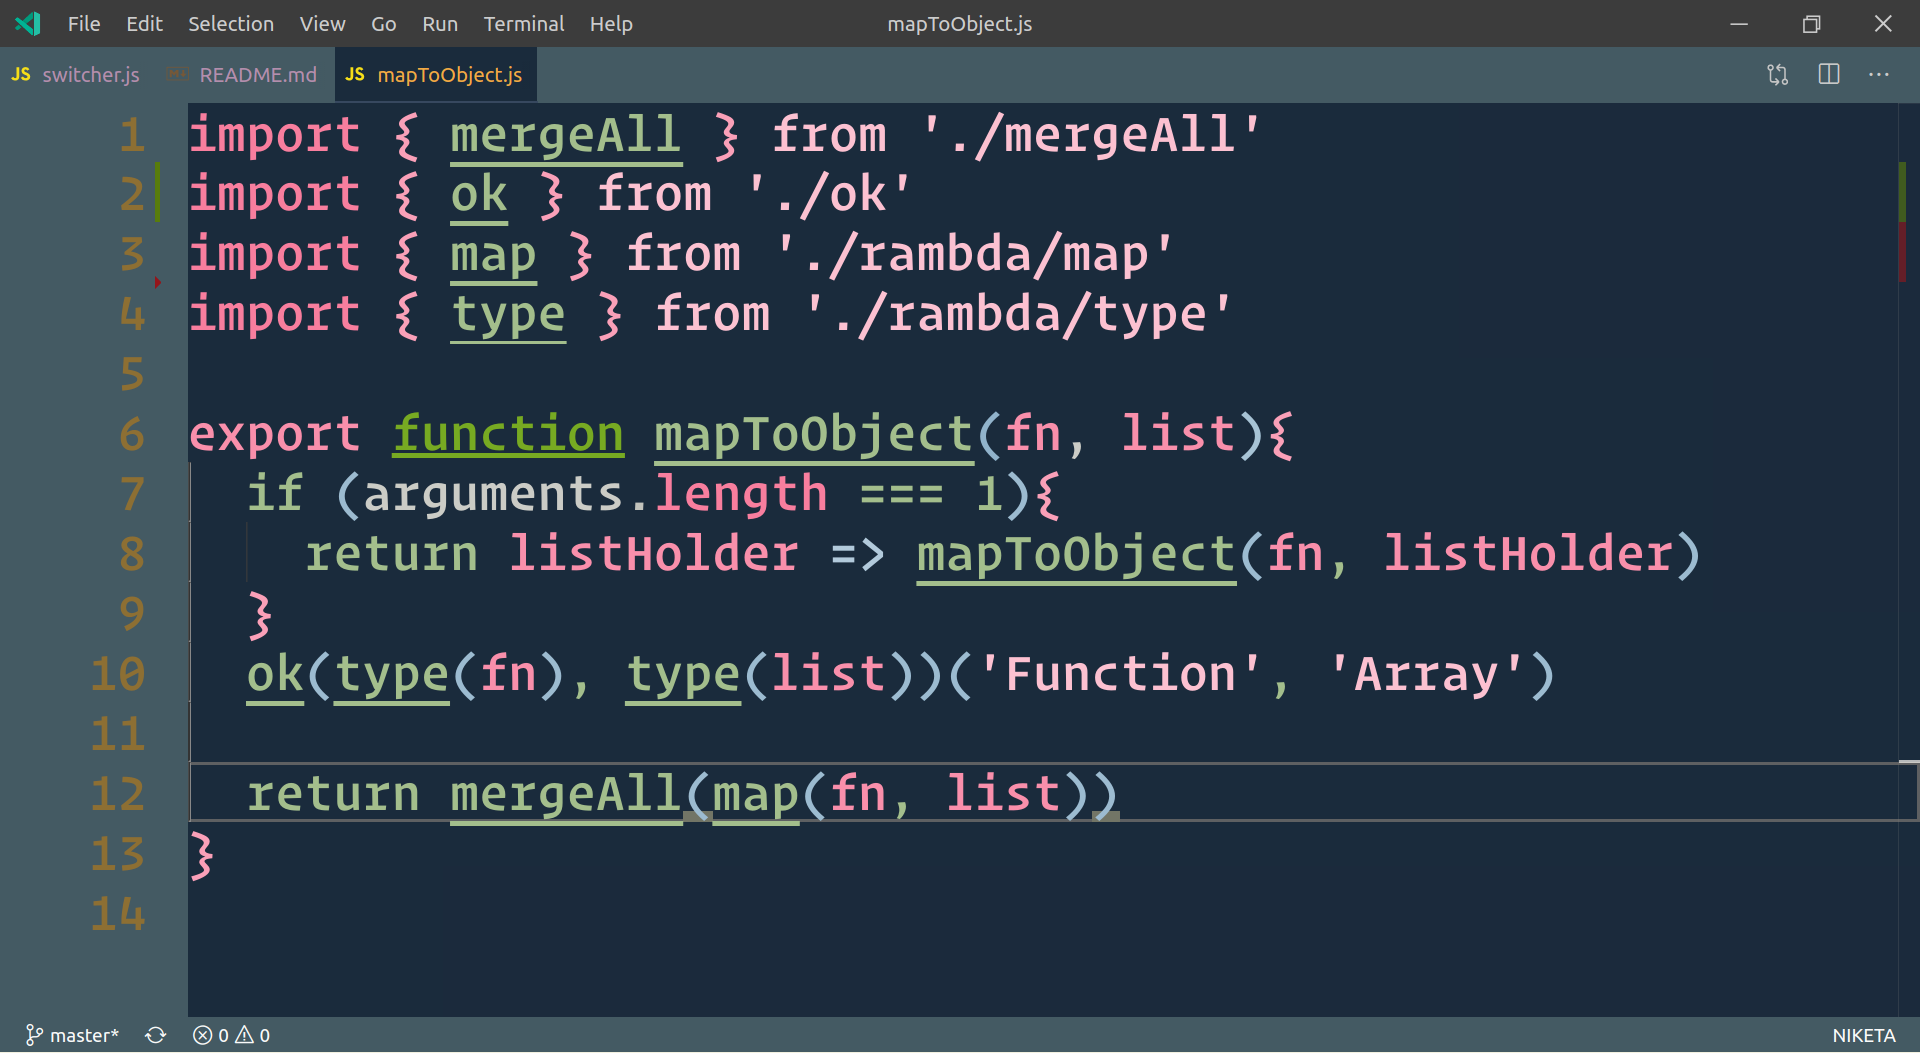 File Edit Selection View Go Run Terminal Help mapToObject.js
JS switcher.js README.md JS mapToObject.js
1 import { mergeAll } from './mergeAll'
2 import { ok } from './ok'
3 import { map } from './rambda/map'
4 import { type } from './rambda/type'
5
6 export function mapToObject(fn, list){
7 if (arguments.length === 1){
8 return listHolder => mapToObject(fn, listHolder)
9 }
10 ok(type(fn), type(list))('Function', 'Array')
11
12 return mergeAll(map(fn, list))
13 }
14
master* 0 0 NIKETA